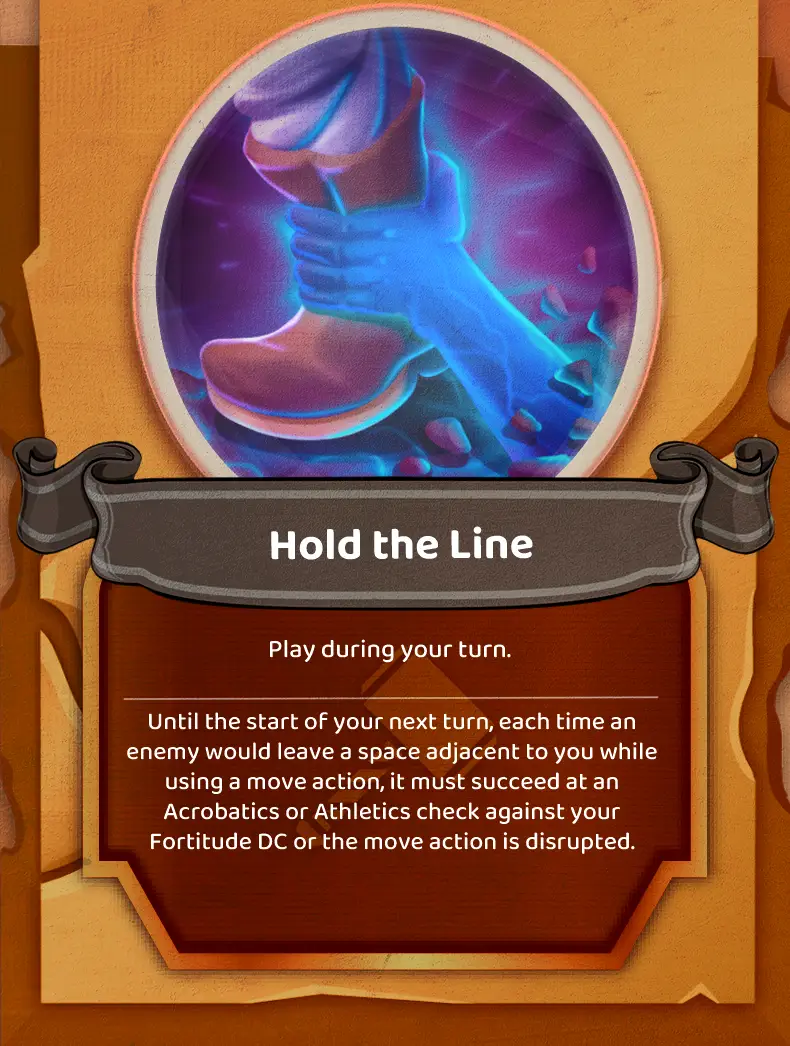 Hold the Line
Play during your turn.
Until the start of your next turn, each time an
enemy would leave a space adjacent to you while
using a move action, it must succeed at an
Acrobatics or Athletics check against your
Fortitude DC or the move action is disrupted.